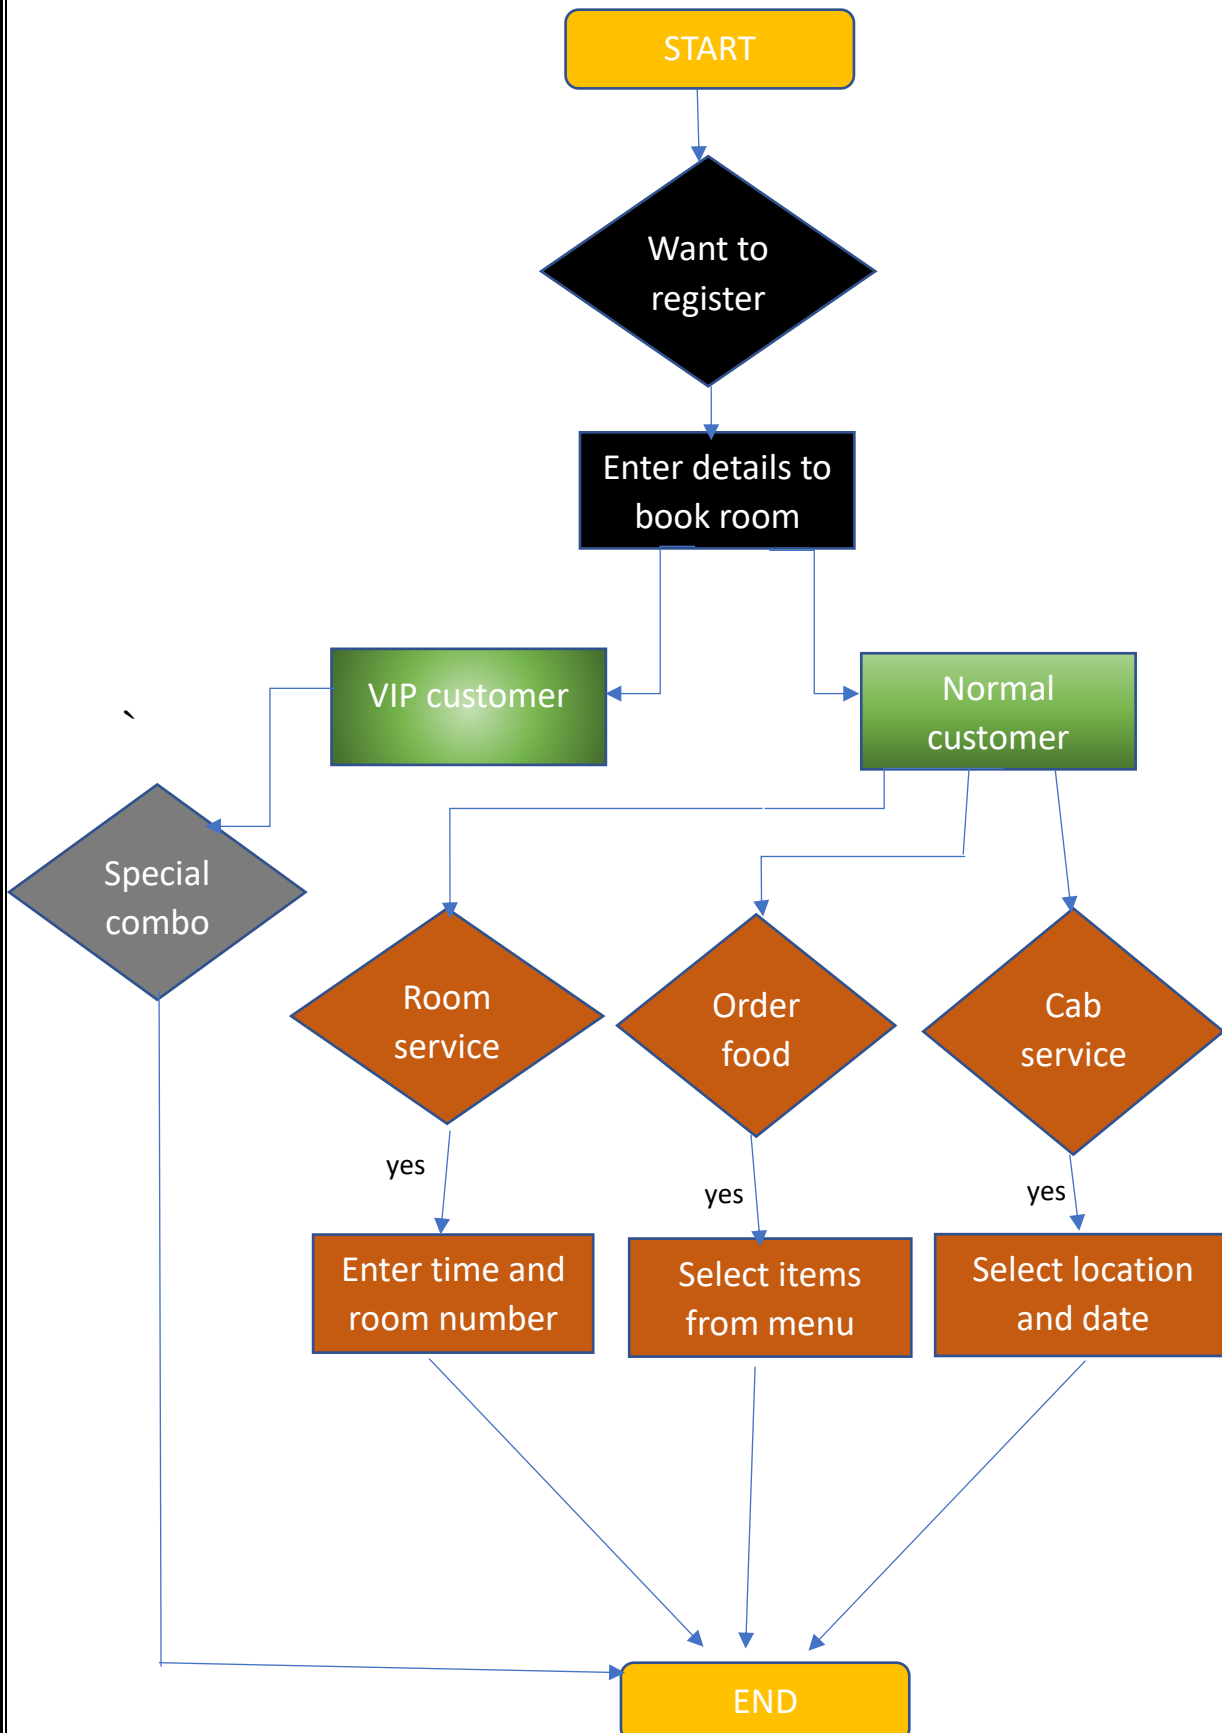 START
Want to
register
Enter details to
book room
VIP customer
Normal
customer
`
Special
combo
Room
service
Order
food
Cab
service
yes
yes
yes
Enter time and
room number
Select items
from menu
Select location
and date
END